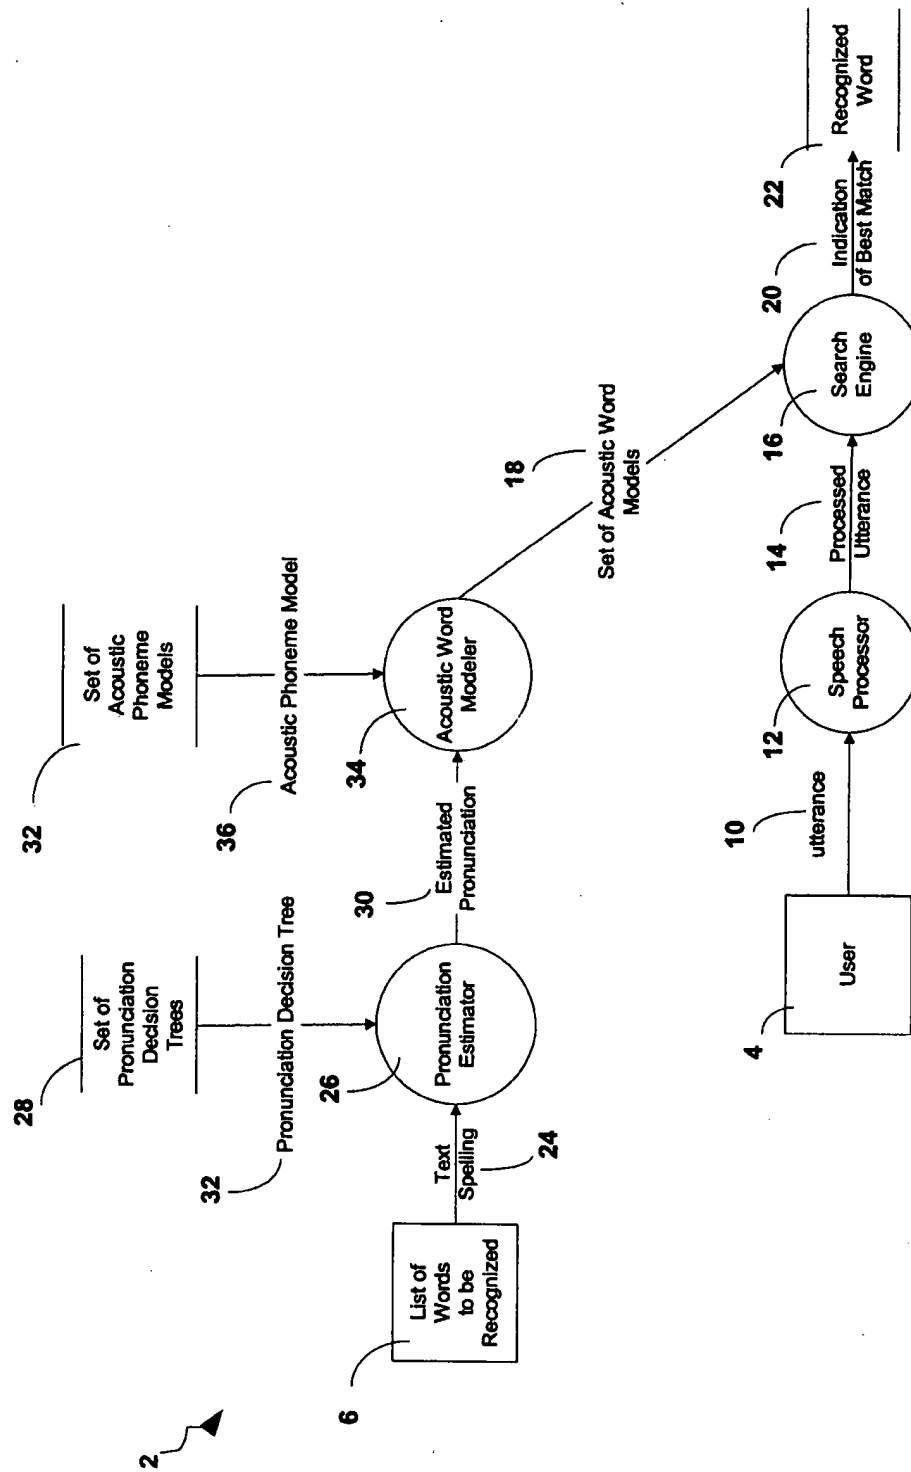 2
6
List of
Words
to be
Recognized
Text
Spelling
24
28
Set of
Pronunciation
Decision
Trees
32
Pronunciation Decision Tree
26
Pronunciation
Estimator
30
Estimated
Pronunciation
32
Set of
Acoustic
Phoneme
Models
36
Acoustic Phoneme Model
34
Acoustic Word
Modeler
18
Set of Acoustic Word
Models
4
User
10
utterance
12
Speech
Processor
14
Processed
Utterance
16
Search
Engine
20
Indication
of Best Match
22
Recognized
Word